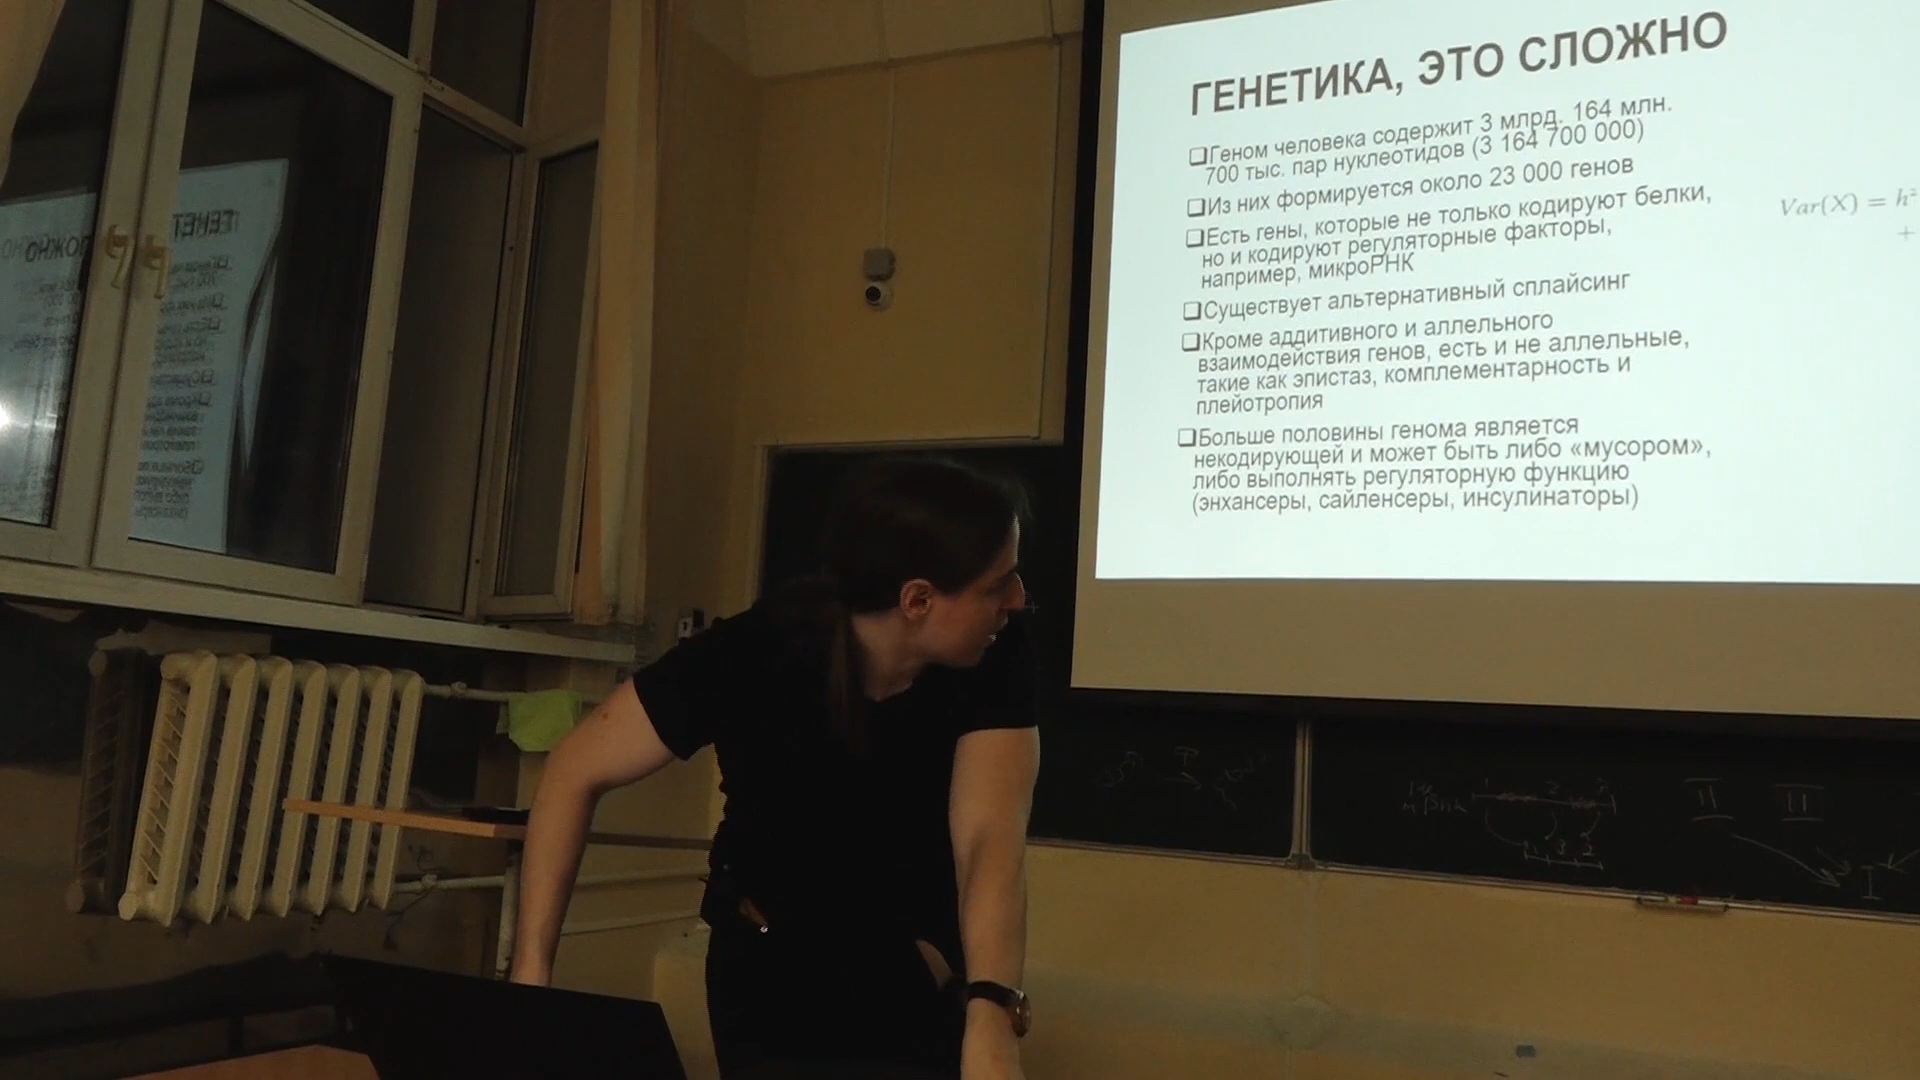 ГЕНЕТИКА, ЭТО СЛОЖНО
❑Геном человека содержит 3 млрд. 164 млн.
700 тыс. пар нуклеотидов (3 164 700 000)
❑Из них формируется около 23 000 генов
❑Есть гены, которые не только кодируют белки,
но и кодируют регуляторные факторы,
например, микроРНК
❑Существует альтернативный сплайсинг
❑Кроме аддитивного и аллельного
взаимодействия генов, есть и не аллельные,
такие как эпистаз, комплементарность и
плейотропия
❑Больше половины генома является
некодирующей и может быть либо «мусором»,
либо выполнять регуляторную функцию
(энхансеры, сайленсеры, инсулинаторы)
Var(X) = h²
+
II
II
I